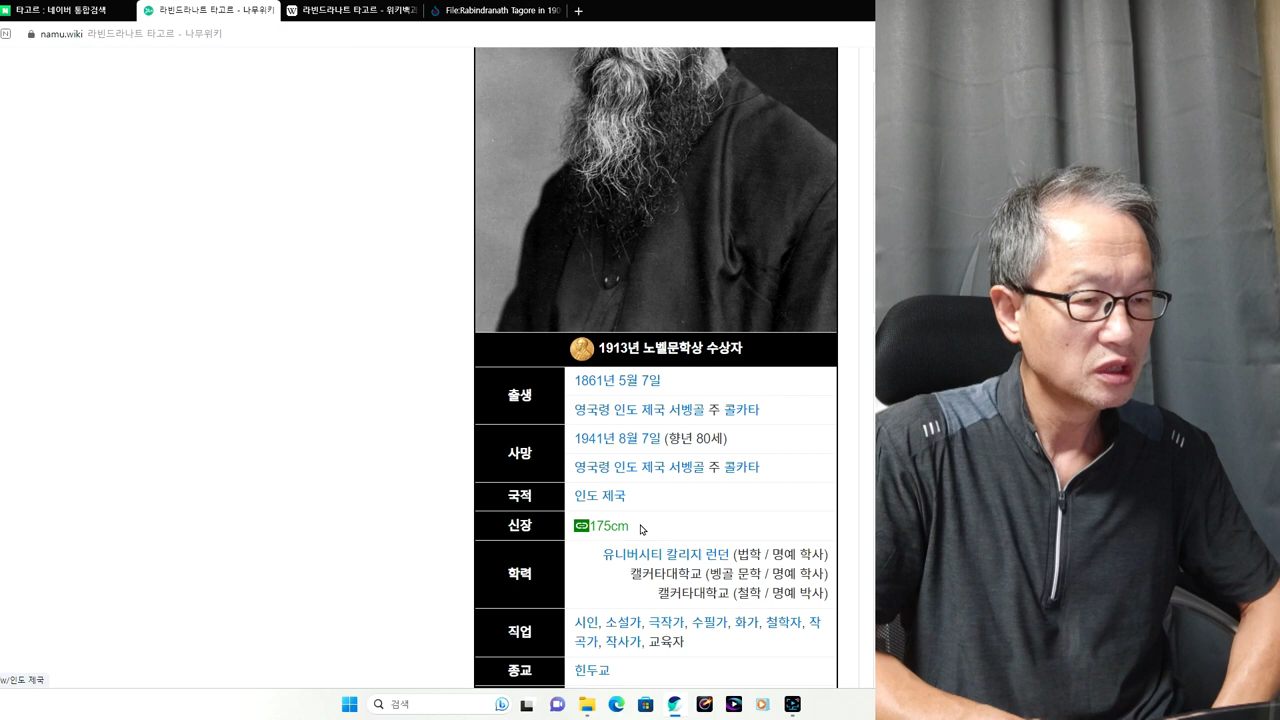 타고르 : 네이버 통합검색
라빈드라나트 타고르 - 나무위키
라빈드라나트 타고르 - 위키백과
File:Rabindranath Tagore in 190
namu.wiki 라빈드라나트 타고르 - 나무위키
1913년 노벨문학상 수상자
출생
1861년 5월 7일
영국령 인도 제국 서벵골 주 콜카타
사망
1941년 8월 7일 (향년 80세)
영국령 인도 제국 서벵골 주 콜카타
국적
인도 제국
신장
175cm
학력
유니버시티 칼리지 런던 (법학 / 명예 학사)
캘커타대학교 (벵골 문학 / 명예 학사)
캘커타대학교 (철학 / 명예 박사)
직업
시인, 소설가, 극작가, 수필가, 화가, 철학자, 작
곡가, 작사가, 교육자
종교
힌두교
w/인도 제국
검색